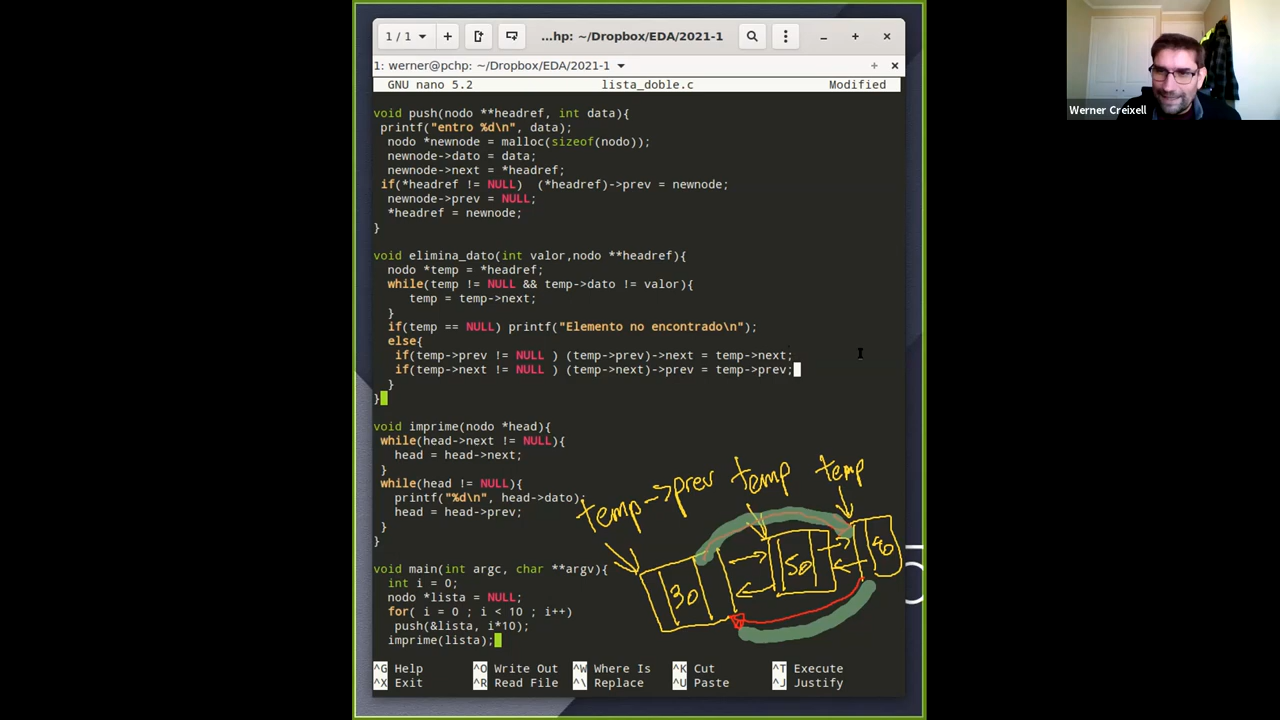 1 / 1
...hp: ~/Dropbox/EDA/2021-1
1: werner@pchp: ~/Dropbox/EDA/2021-1
GNU nano 5.2 lista_doble.c Modified
void push(nodo **headref, int data){
printf("entro %d\n", data);
nodo *newnode = malloc(sizeof(nodo));
newnode->dato = data;
newnode->next = *headref;
if(*headref != NULL) (*headref)->prev = newnode;
newnode->prev = NULL;
*headref = newnode;
}
void elimina_dato(int valor,nodo **headref){
nodo *temp = *headref;
while(temp != NULL && temp->dato != valor){
temp = temp->next;
}
if(temp == NULL) printf("Elemento no encontrado\n");
else{
if(temp->prev != NULL ) (temp->prev)->next = temp->next;
if(temp->next != NULL ) (temp->next)->prev = temp->prev;
}
}
void imprime(nodo *head){
while(head->next != NULL){
head = head->next;
}
while(head != NULL){
printf("%d\n", head->dato);
head = head->prev;
}
}
void main(int argc, char **argv){
int i = 0;
nodo *lista = NULL;
for( i = 0 ; i < 10 ; i++)
push(&lista, i*10);
imprime(lista);
temp->prev temp temp
30 50
^G Help ^O Write Out ^W Where Is ^K Cut ^T Execute
^X Exit ^R Read File ^\ Replace ^U Paste ^J Justify
Werner Creixell